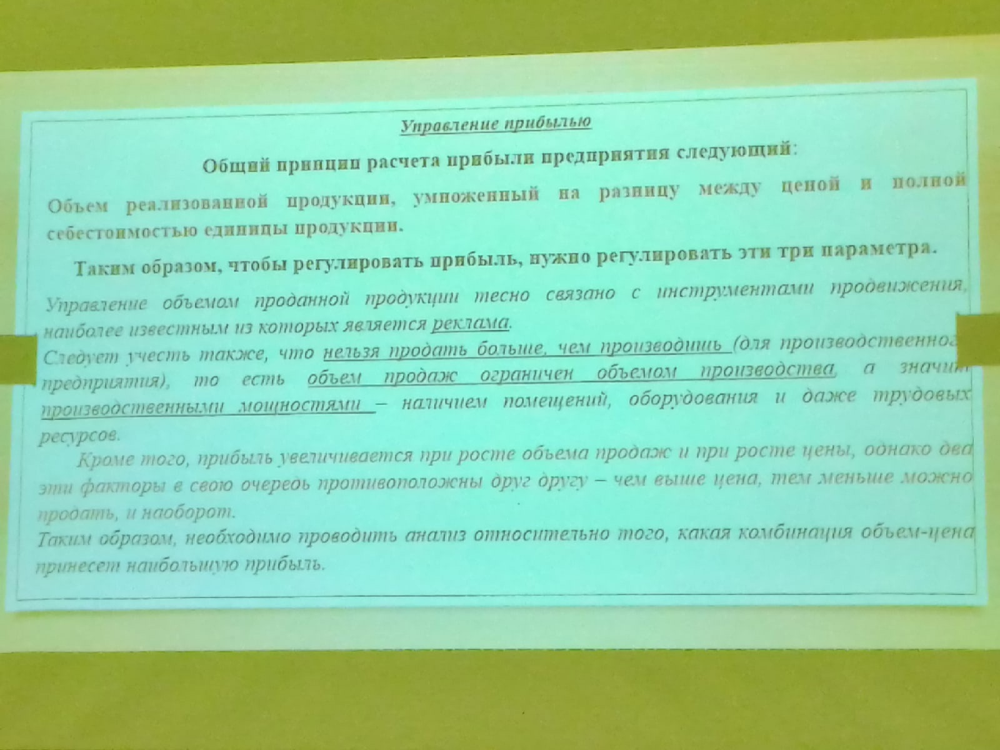 Управление прибылью
Общий принцип расчета прибыли предприятия следующий:
Объем реализованной продукции, умноженный на разницу между ценой и полной
себестоимостью единицы продукции.
Таким образом, чтобы регулировать прибыль, нужно регулировать эти три параметра.
Управление объемом проданной продукции тесно связано с инструментами продвижения,
наиболее известным из которых является реклама.
Следует учесть также, что нельзя продать больше, чем производишь (для производственног
предприятия), то есть объем продаж ограничен объемом производства, а значит
производственными мощностями – наличием помещений, оборудования и даже трудовых
ресурсов.
Кроме того, прибыль увеличивается при росте объема продаж и при росте цены, однако два
эти факторы в свою очередь противоположны друг другу – чем выше цена, тем меньше можно
продать, и наоборот.
Таким образом, необходимо проводить анализ относительно того, какая комбинация объем-цена
принесет наибольшую прибыль.